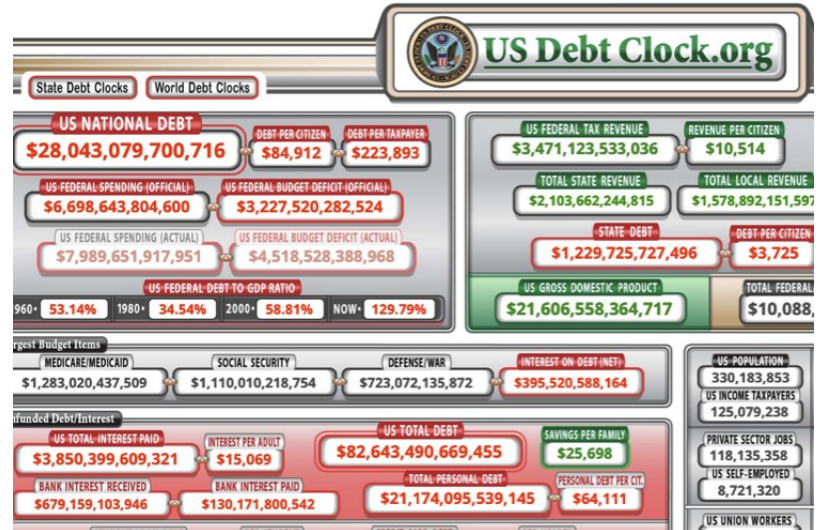 US Debt Clock.org
State Debt Clocks World Debt Clocks
US NATIONAL DEBT
$28,043,079,700,716
DEBT PER CITIZEN
$84,912
DEBT PER TAXPAYER
$223,893
US FEDERAL SPENDING (OFFICIAL)
$6,698,643,804,600
US FEDERAL BUDGET DEFICIT (OFFICIAL)
$3,227,520,282,524
US FEDERAL SPENDING (ACTUAL)
$7,989,651,917,951
US FEDERAL BUDGET DEFICIT (ACTUAL)
$4,518,528,388,968
US FEDERAL DEBT TO GDP RATIO
960• 53.14% 1980• 34.54% 2000• 58.81% NOW• 129.79%
US FEDERAL TAX REVENUE
$3,471,123,533,036
REVENUE PER CITIZEN
$10,514
TOTAL STATE REVENUE
$2,103,662,244,815
TOTAL LOCAL REVENUE
$1,578,892,151,597
STATE DEBT
$1,229,725,727,496
DEBT PER CITIZEN
$3,725
US GROSS DOMESTIC PRODUCT
$21,606,558,364,717
TOTAL FEDERAL
$10,088,
rgest Budget Items
MEDICARE/MEDICAID
$1,283,020,437,509
SOCIAL SECURITY
$1,110,010,218,754
DEFENSE/WAR
$723,072,135,872
INTEREST ON DEBT (NET)
$395,520,588,164
nfunded Debt/Interest
US TOTAL INTEREST PAID
$3,850,399,609,321
INTEREST PER ADULT
$15,069
US TOTAL DEBT
$82,643,490,669,455
SAVINGS PER FAMILY
$25,698
BANK INTEREST RECEIVED
$679,159,103,946
BANK INTEREST PAID
$130,171,800,542
TOTAL PERSONAL DEBT
$21,174,095,539,145
PERSONAL DEBT PER CIT.
$64,111
US POPULATION
330,183,853
US INCOME TAXPAYERS
125,079,238
PRIVATE SECTOR JOBS
118,135,358
US SELF-EMPLOYED
8,721,320
US UNION WORKERS